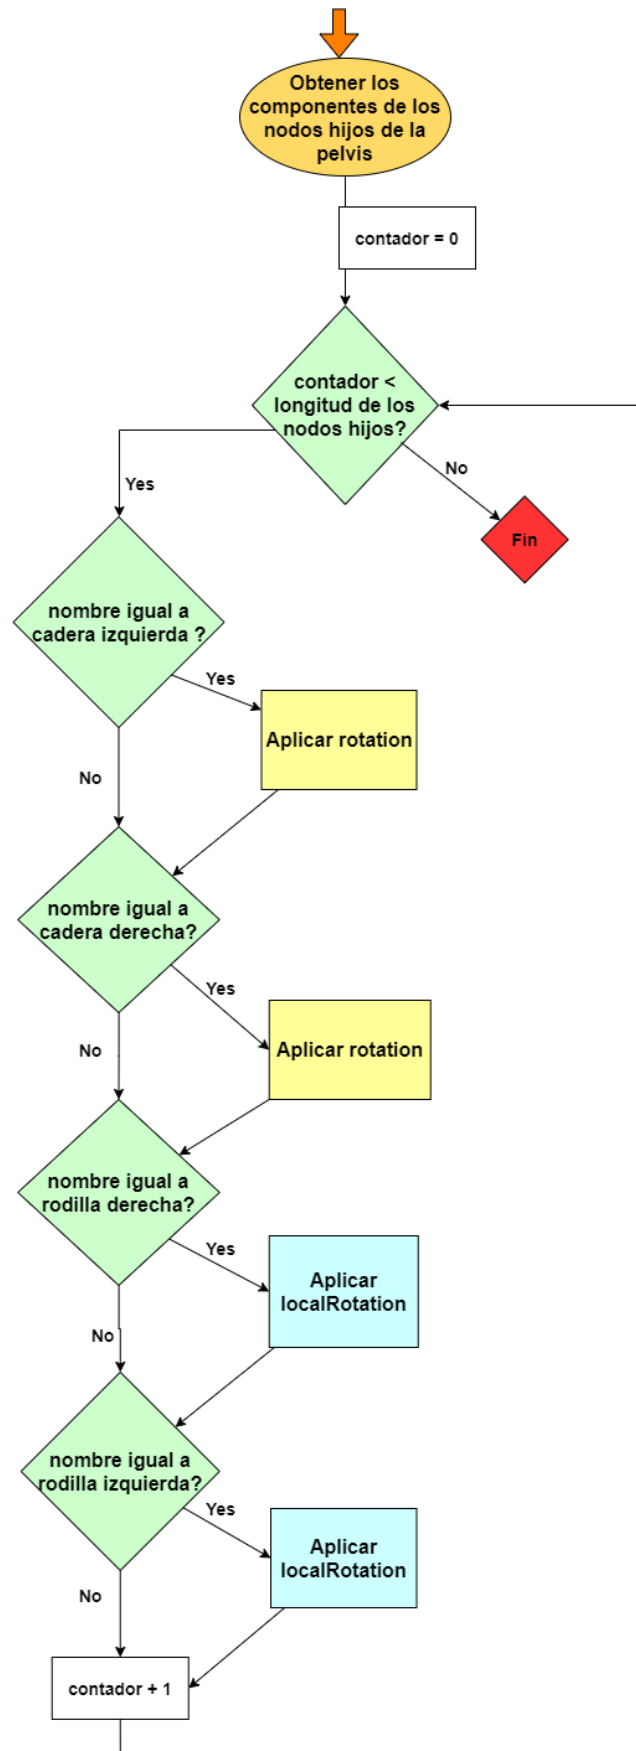 Obtener los
componentes de los
nodos hijos de la
pelvis
contador = 0
contador <
longitud de los
nodos hijos?
No
Fin
Yes
nombre igual a
cadera izquierda ?
Yes
Aplicar rotation
No
nombre igual a
cadera derecha?
Yes
Aplicar rotation
No
nombre igual a
rodilla derecha?
Yes
Aplicar
localRotation
No
nombre igual a
rodilla izquierda?
Yes
Aplicar
localRotation
No
contador + 1